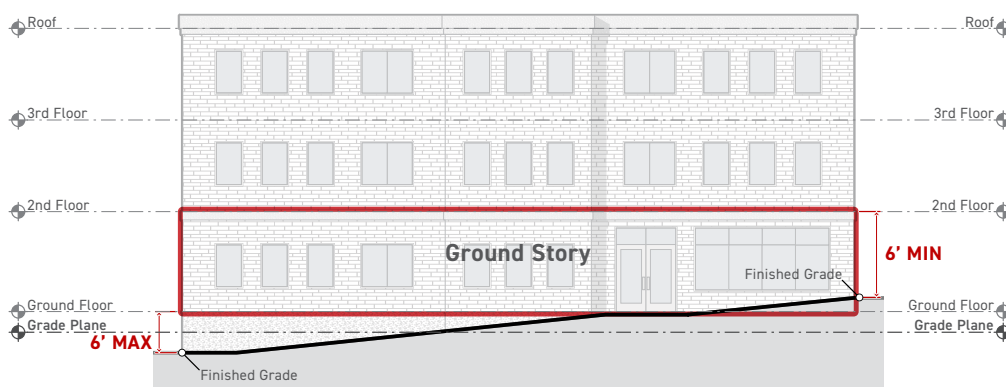 Roof
Roof
3rd Floor
3rd Floor
2nd Floor
2nd Floor
Ground Story
6’ MIN
Finished Grade
Ground Floor
Ground Floor
Grade Plane
Grade Plane
6’ MAX
Finished Grade